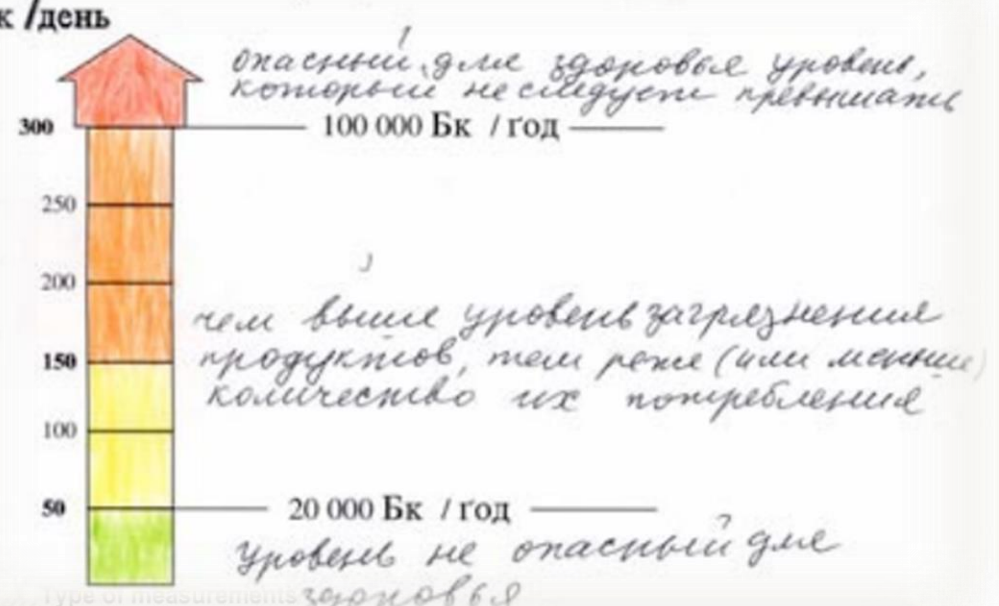 к /день
опасный для здоровья уровень,
который не следует превышать
300
100 000 Бк / год
250
200
чем выше уровень загрязнения
продуктов, тем реже (или меньше)
150
количество их потребления
100
50
20 000 Бк / год
Уровень не опасный для
здоровья
Type of measurements